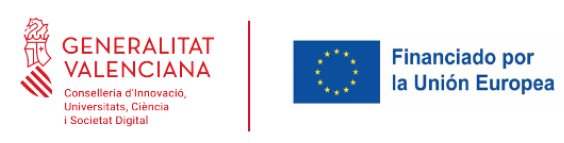 GENERALITAT
VALENCIANA
Conselleria d'Innovació,
Universitats, Ciència
i Societat Digital
Financiado por
la Unión Europea